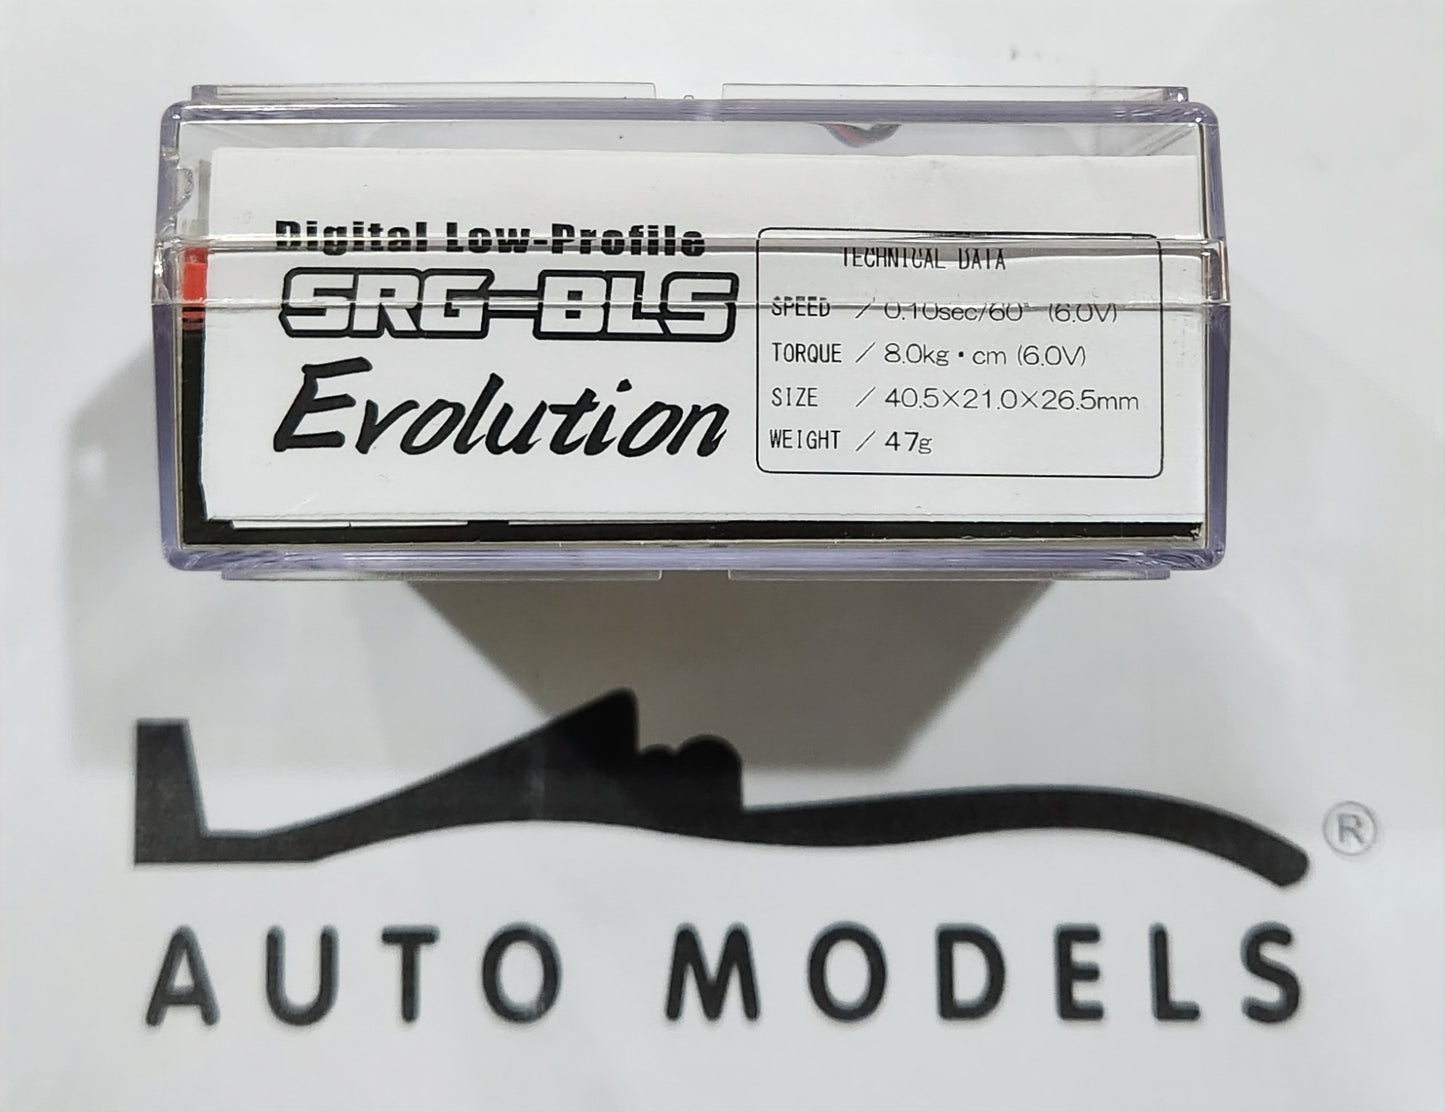 Digital Low-Profile
SRG-BLS
Evolution
TECHNICAL DATA
SPEED / 0.10sec/60° (6.0V)
TORQUE / 8.0kg・cm (6.0V)
SIZE / 40.5×21.0×26.5mm
WEIGHT / 47g
®
AUTO MODELS